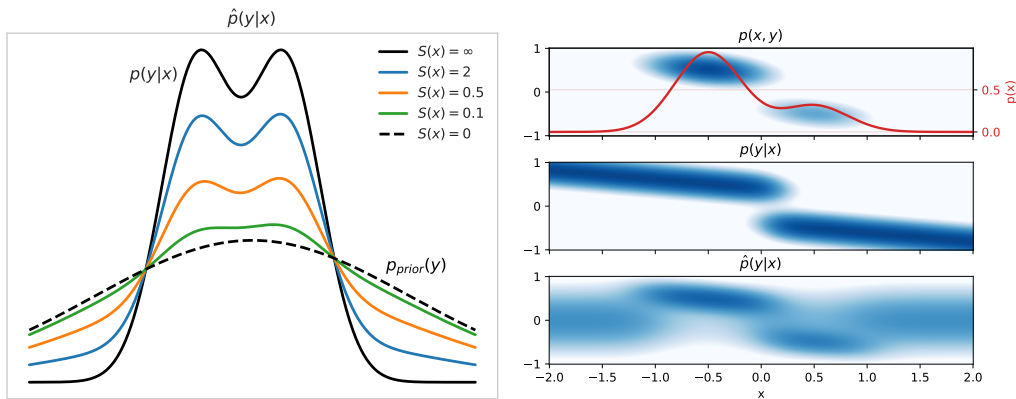 p̂(y|x)
p(y|x)
S(x) = ∞
S(x) = 2
S(x) = 0.5
S(x) = 0.1
S(x) = 0
p_prior(y)
p(x, y)
1
0
−1
0.5
0.0
p(x)
p(y|x)
1
0
−1
p̂(y|x)
1
0
−1
−2.0 −1.5 −1.0 −0.5 0.0 0.5 1.0 1.5 2.0
x